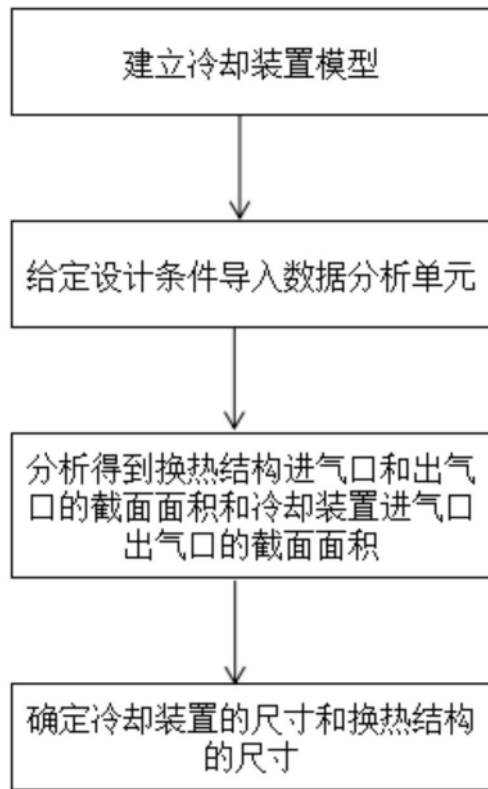 建立冷却装置模型
给定设计条件导入数据分析单元
分析得到换热结构进气口和出气
口的截面面积和冷却装置进气口
出气口的截面面积
确定冷却装置的尺寸和换热结构
的尺寸